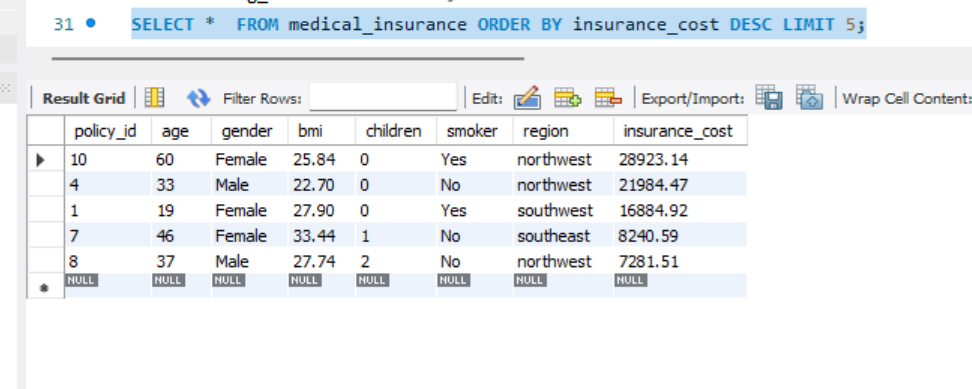 31 SELECT * FROM medical_insurance ORDER BY insurance_cost DESC LIMIT 5;
Result Grid Filter Rows: Edit: Export/Import: Wrap Cell Content:
policy_id age gender bmi children smoker region insurance_cost
10 60 Female 25.84 0 Yes northwest 28923.14
4 33 Male 22.70 0 No northwest 21984.47
1 19 Female 27.90 0 Yes southwest 16884.92
7 46 Female 33.44 1 No southeast 8240.59
8 37 Male 27.74 2 No northwest 7281.51
NULL NULL NULL NULL NULL NULL NULL NULL